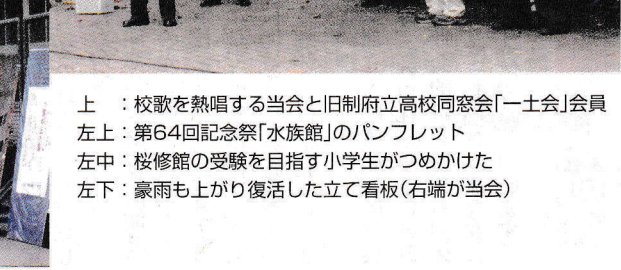 上　：校歌を熱唱する当会と旧制府立高校同窓会｢一土会｣会員
左上：第64回記念祭｢水族館｣のパンフレット
左中：桜修館の受験を目指す小学生がつめかけた
左下：豪雨も上がり復活した立て看板(右端が当会)